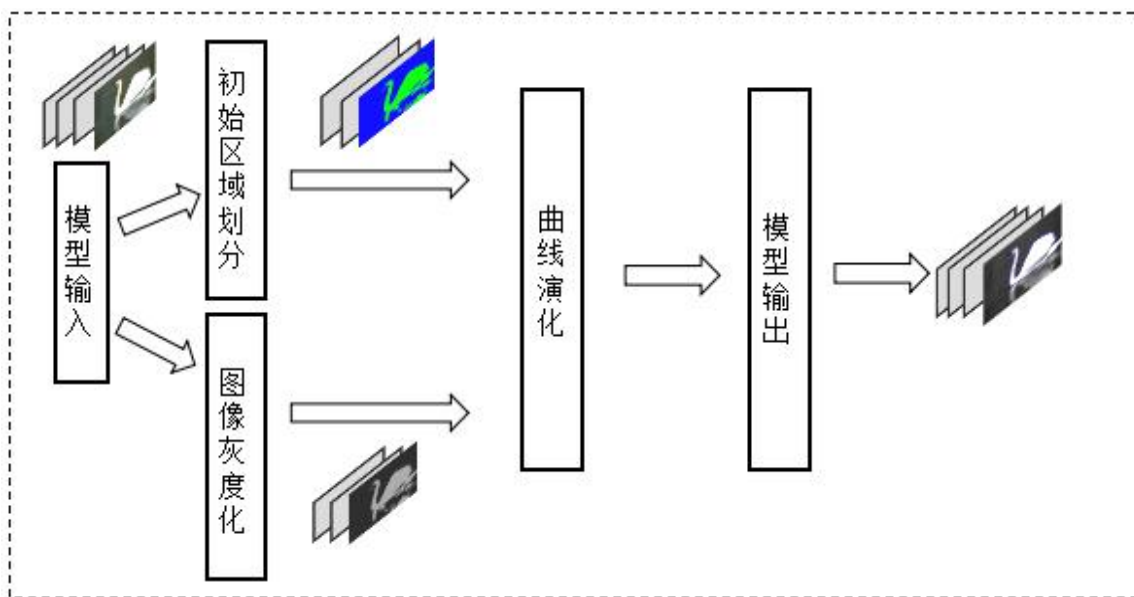 模型输入
初始区域划分
图像灰度化
曲线演化
模型输出